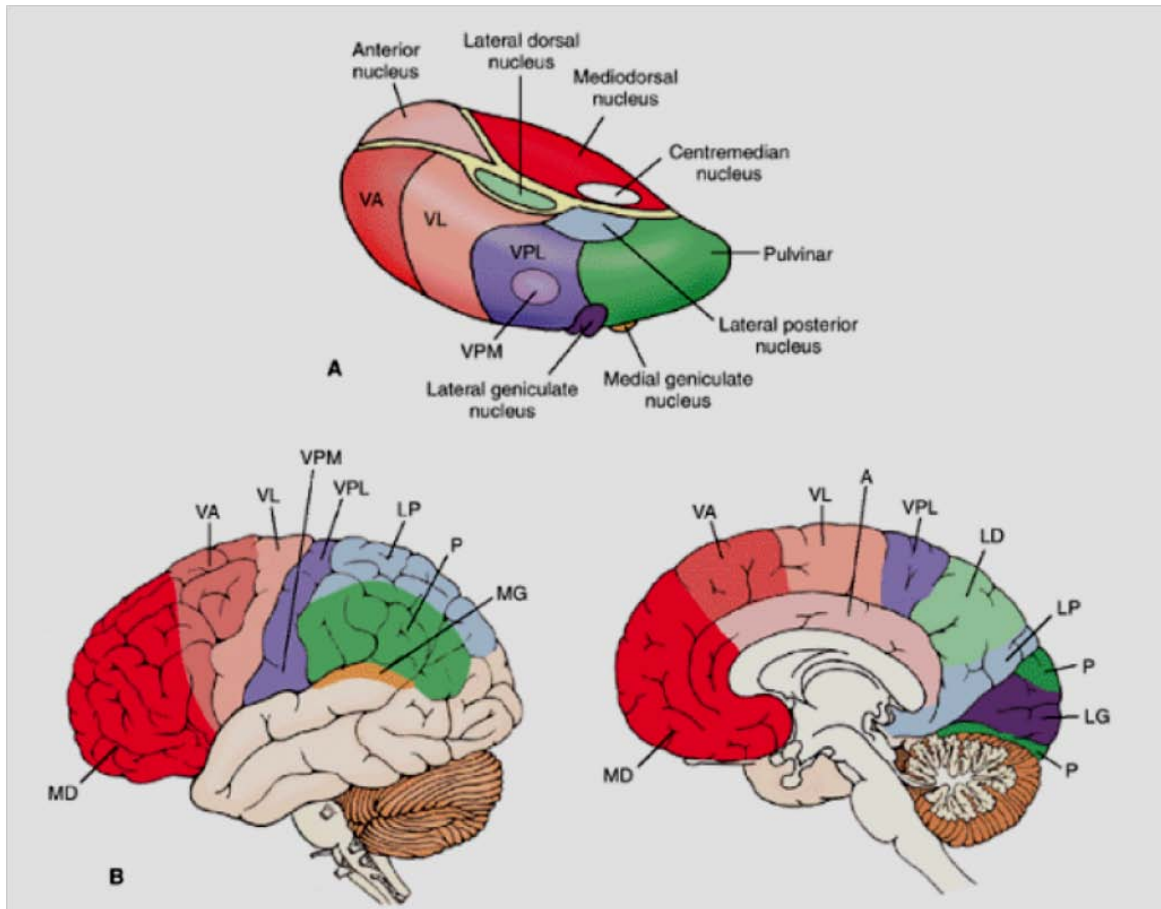 Anterior
nucleus
Lateral dorsal
nucleus
Mediodorsal
nucleus
Centremedian
nucleus
VA
VL
VPL
Pulvinar
VPM
Lateral posterior
nucleus
Lateral geniculate
nucleus
Medial geniculate
nucleus
A
VPM
VL
VPL
VA
LP
P
MG
MD
B
A
VA
VL
VPL
LD
LP
P
LG
P
MD